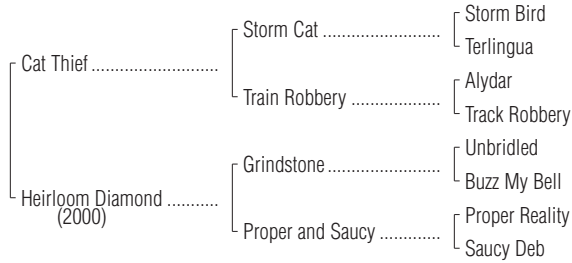 Storm Bird
Storm Cat ........................
Terlingua
Cat Thief ..........................
Alydar
Train Robbery ..................
Track Robbery
Unbridled
Grindstone .......................
Buzz My Bell
Heirloom Diamond ...........
(2000)
Proper Reality
Proper and Saucy ............
Saucy Deb